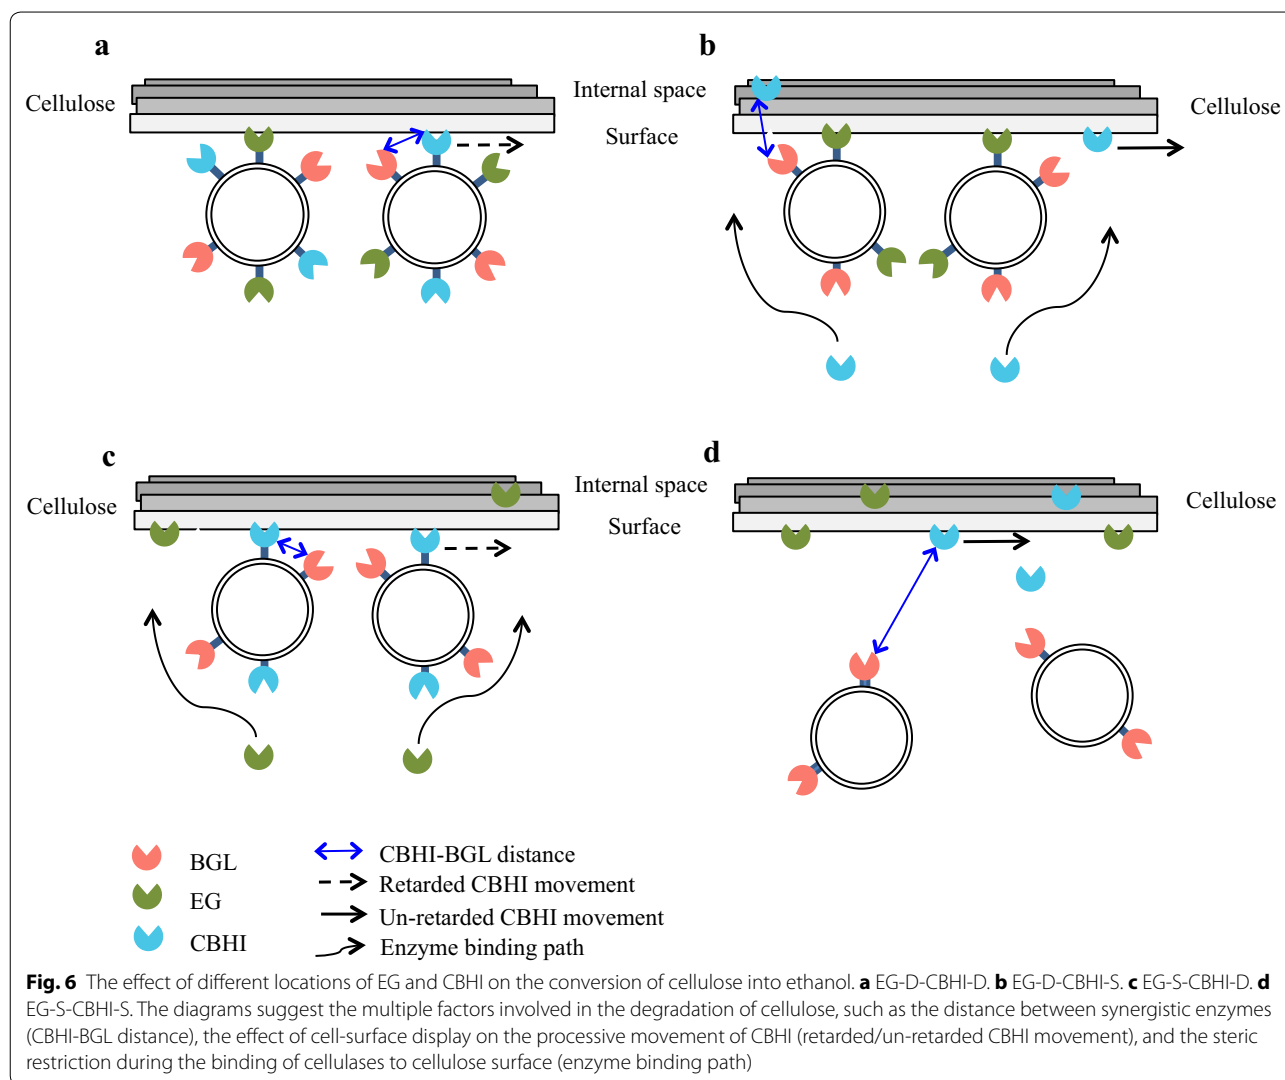 a
b
Cellulose
Internal space
Surface
Cellulose
c
d
Cellulose
Internal space
Surface
Cellulose
BGL
EG
CBHI
CBHI-BGL distance
Retarded CBHI movement
Un-retarded CBHI movement
Enzyme binding path
Fig. 6 The effect of different locations of EG and CBHI on the conversion of cellulose into ethanol. a EG-D-CBHI-D. b EG-D-CBHI-S. c EG-S-CBHI-D. d
EG-S-CBHI-S. The diagrams suggest the multiple factors involved in the degradation of cellulose, such as the distance between synergistic enzymes
(CBHI-BGL distance), the effect of cell-surface display on the processive movement of CBHI (retarded/un-retarded CBHI movement), and the steric
restriction during the binding of cellulases to cellulose surface (enzyme binding path)